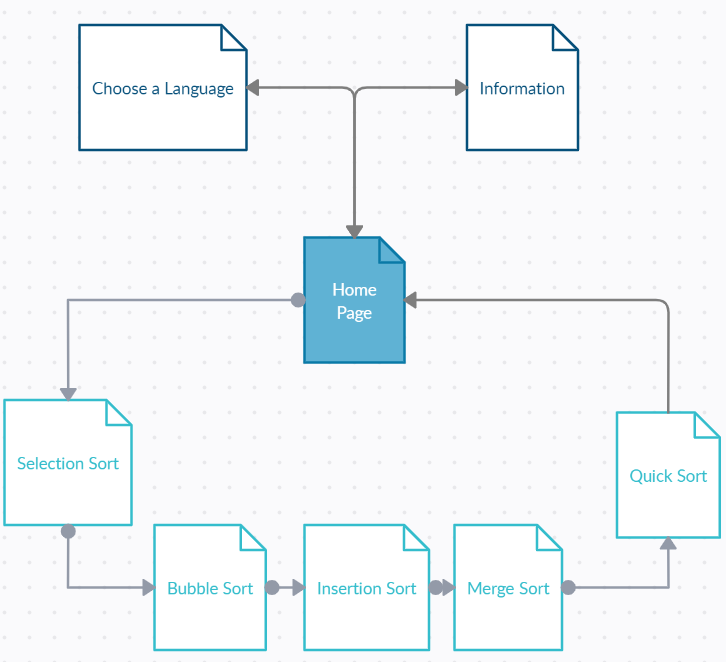 Choose a Language
Information
Home
Page
Selection Sort
Quick Sort
Bubble Sort
Insertion Sort
Merge Sort